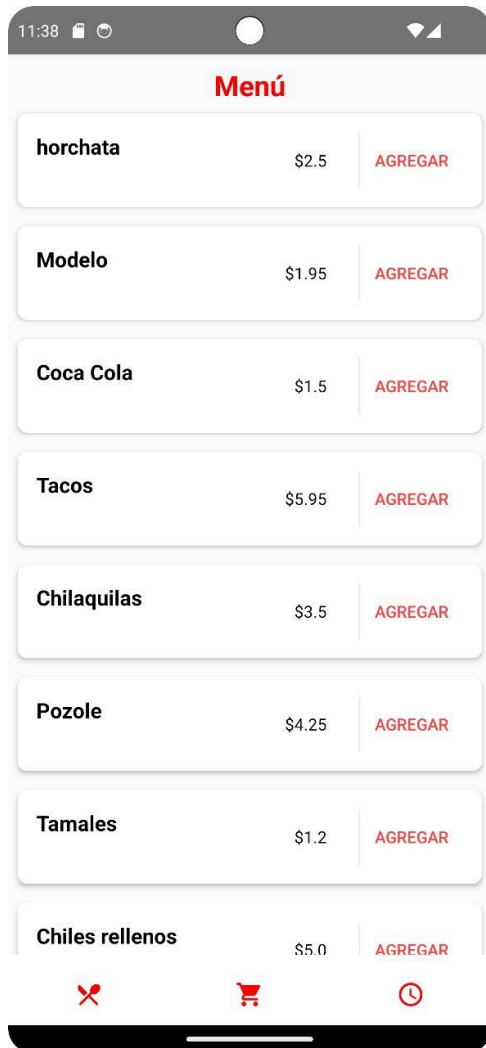 11:38
Menú
horchata
$2.5
AGREGAR
Modelo
$1.95
AGREGAR
Coca Cola
$1.5
AGREGAR
Tacos
$5.95
AGREGAR
Chilaquilas
$3.5
AGREGAR
Pozole
$4.25
AGREGAR
Tamales
$1.2
AGREGAR
Chiles rellenos
$5.0
AGREGAR